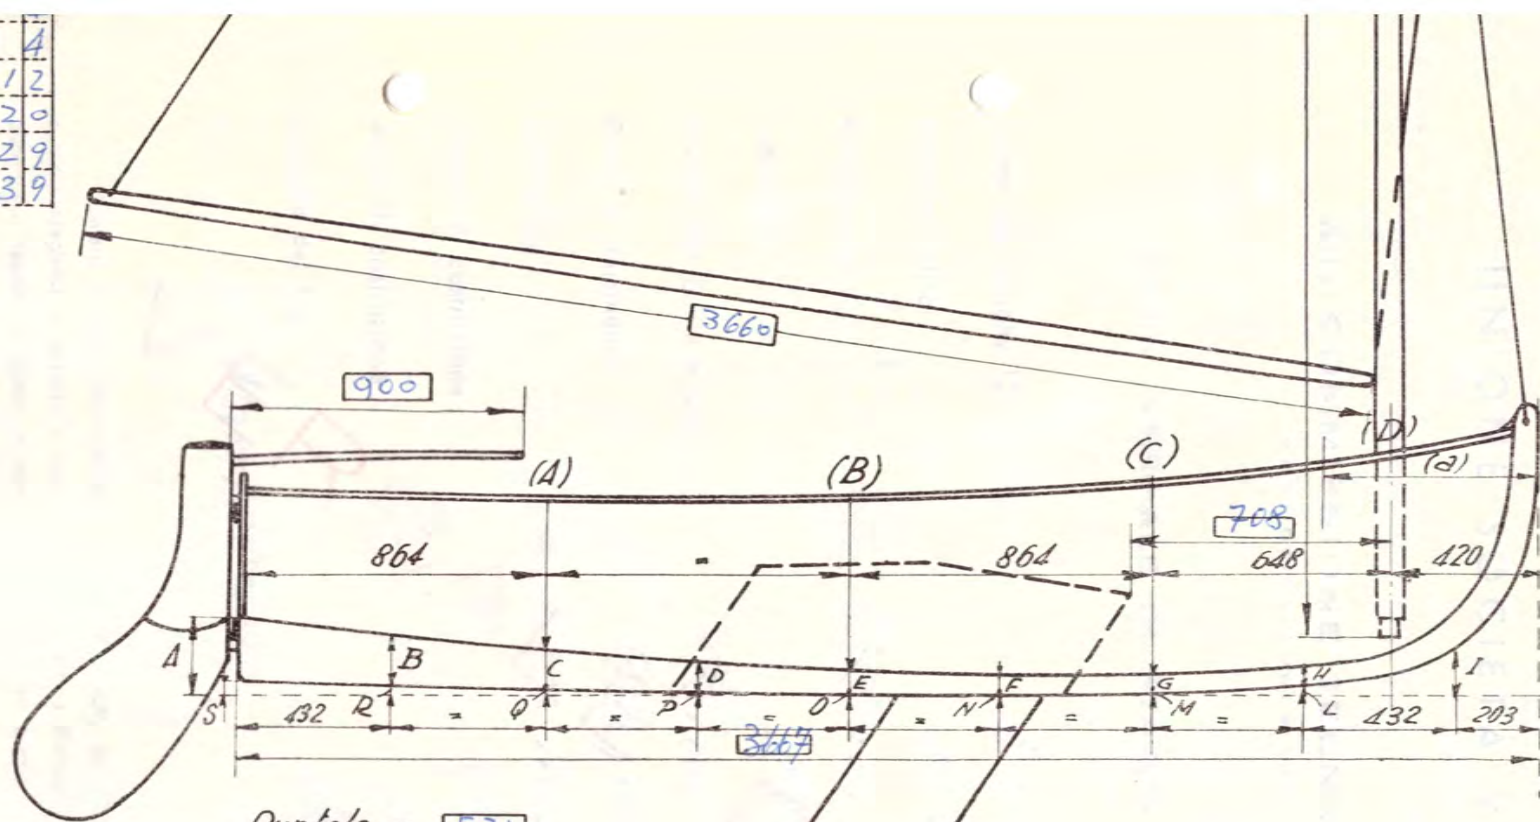 4
12
20
29
39
3660
900
(A)
(B)
(C)
(D)
(a)
708
864
=
864
648
420
A
B
C
D
E
F
G
H
I
S
R
Q
P
O
N
M
L
432
=
=
=
=
=
=
432
203
3667